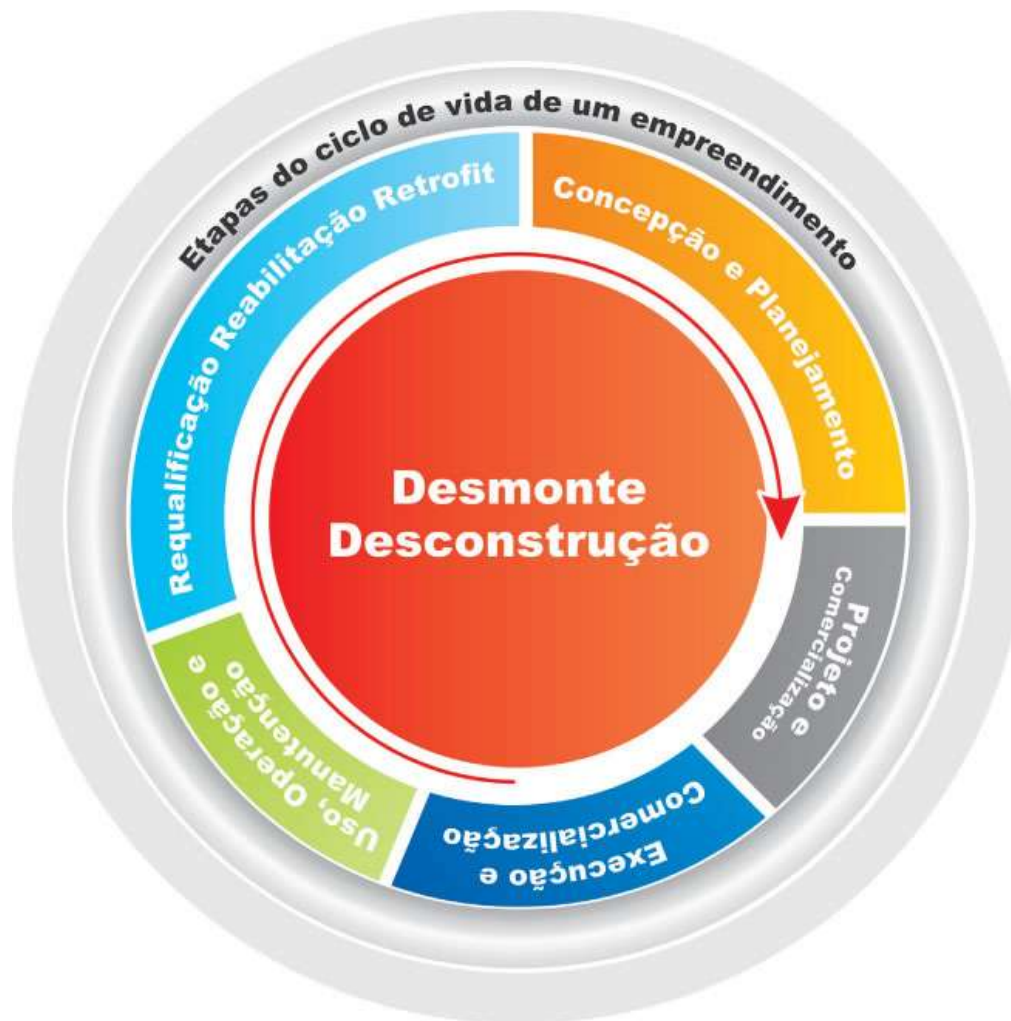 Etapas do ciclo de vida de um empreendimento
Concepção e Planejamento
Projeto e
Comercialização
Execução e
Comercialização
Uso, Operação e
Manutenção
Requalificação Reabilitação Retrofit
Desmonte
Desconstrução